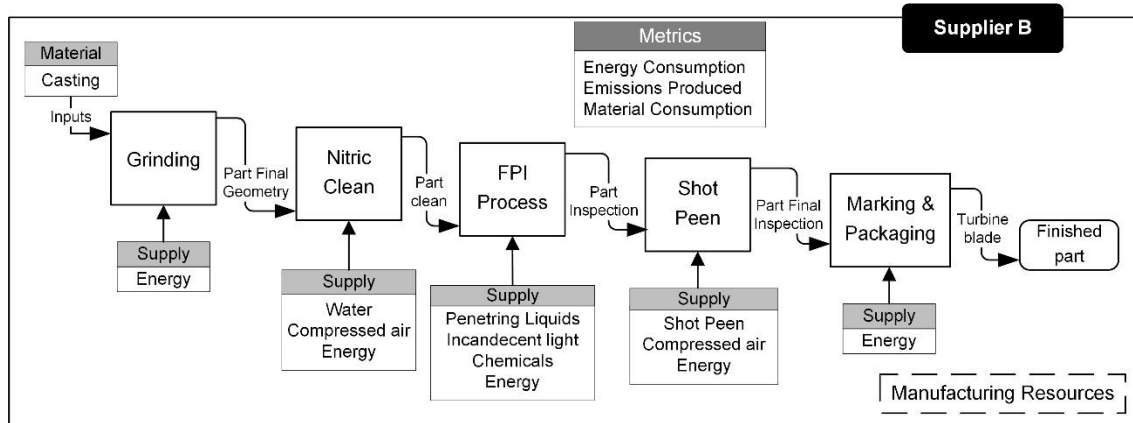 Supplier B
Material
Casting
Inputs
Metrics
Energy Consumption
Emissions Produced
Material Consumption
Grinding
Part Final
Geometry
Nitric
Clean
Part
clean
FPI
Process
Part
Inspection
Shot
Peen
Part Final
Inspection
Marking &
Packaging
Turbine
blade
Finished
part
Supply
Energy
Supply
Water
Compressed air
Energy
Supply
Penetring Liquids
Incandecent light
Chemicals
Energy
Supply
Shot Peen
Compressed air
Energy
Supply
Energy
Manufacturing Resources